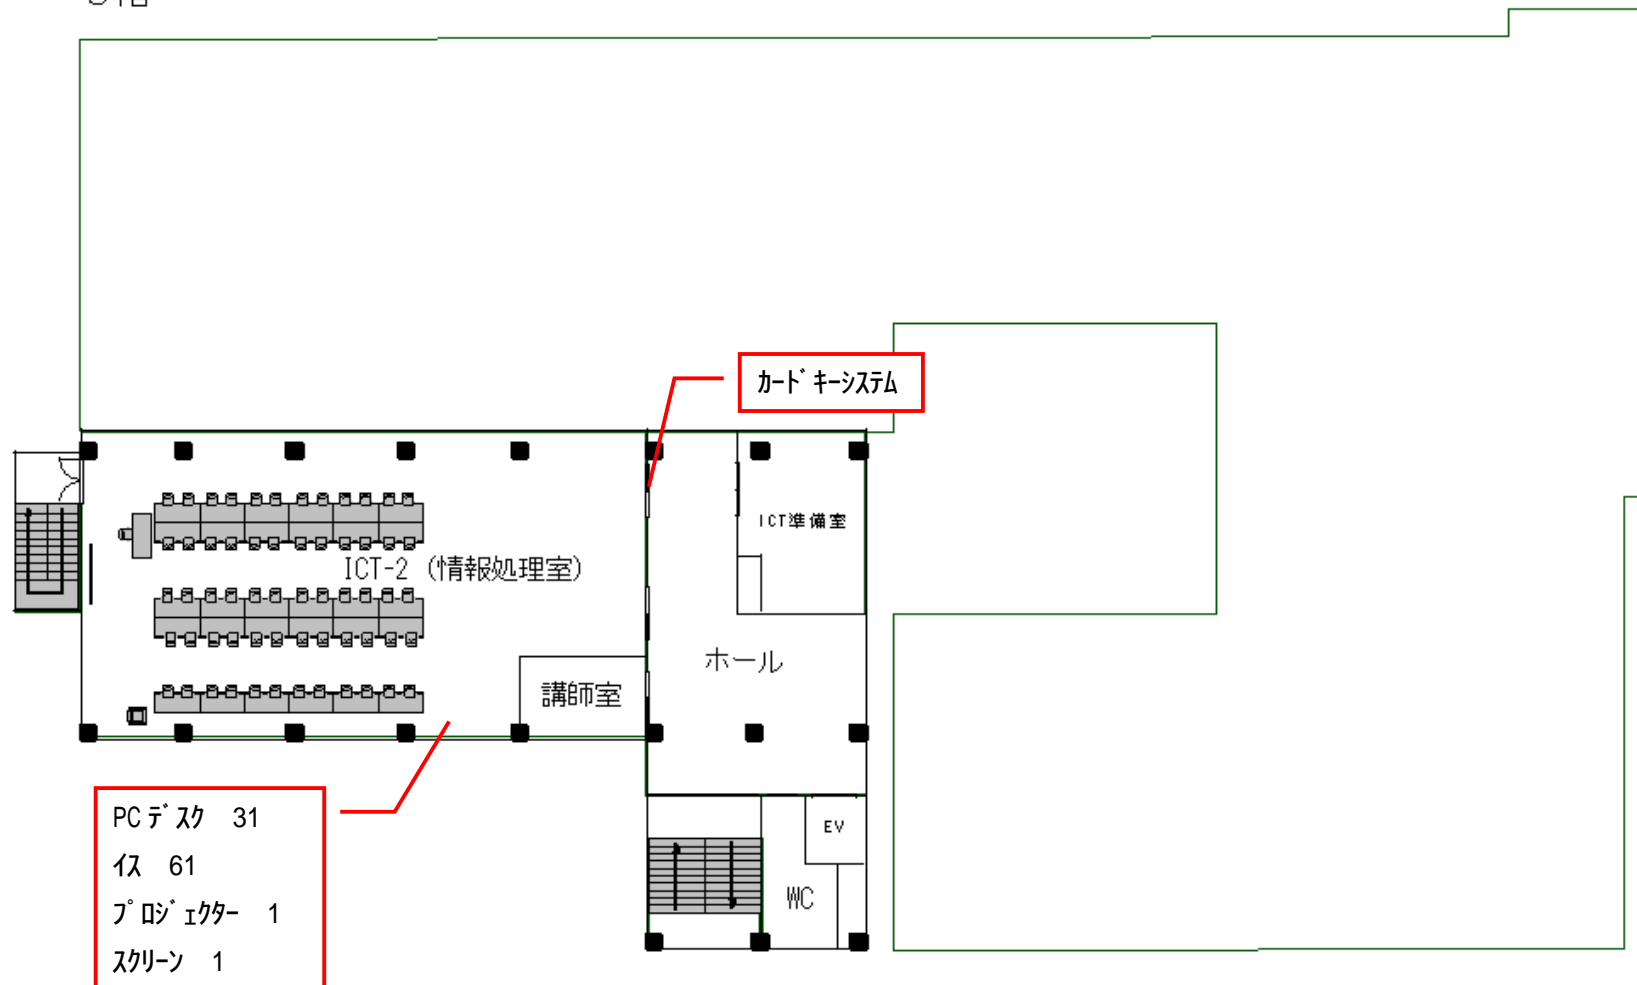 カードキーシステム
ICT準備室
ICT-2 (情報処理室)
ホール
講師室
PCデスク 31
イス 61
プロジェクター 1
スクリーン 1
EV
WC